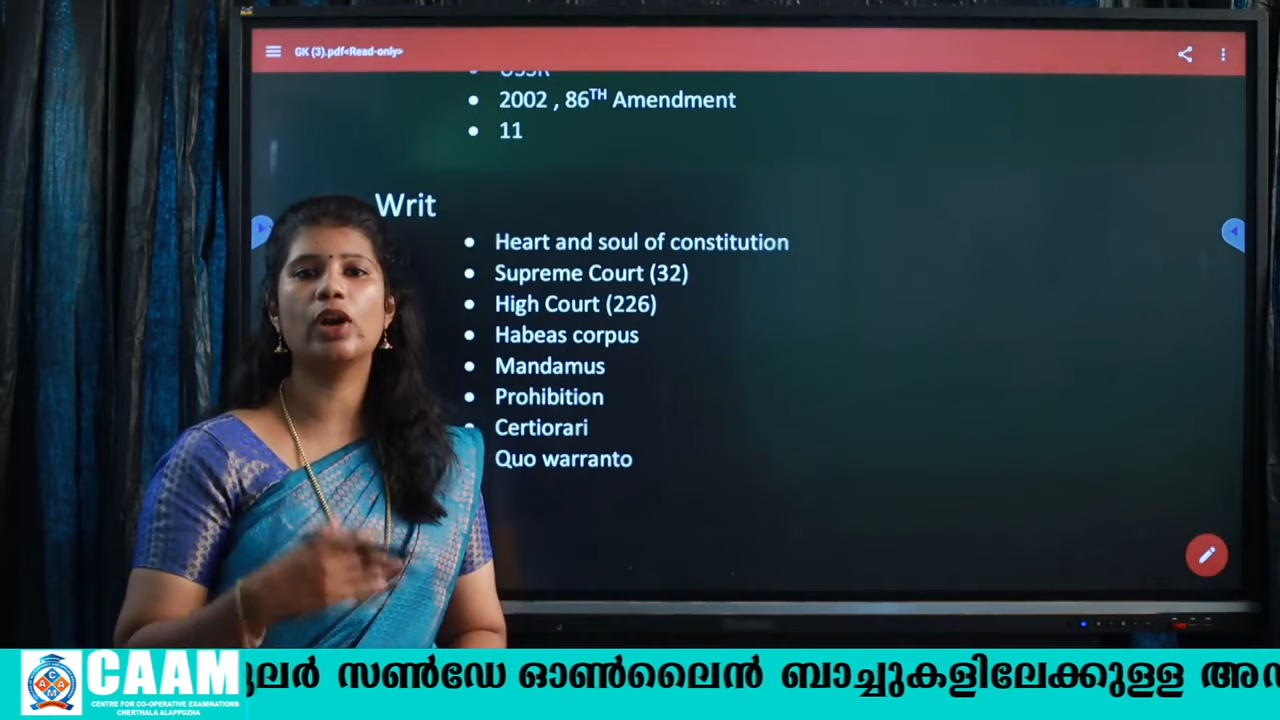 GK (3).pdf<Read-only>
USSR
2002 , 86TH Amendment
11
Writ
Heart and soul of constitution
Supreme Court (32)
High Court (226)
Habeas corpus
Mandamus
Prohibition
Certiorari
Quo warranto
CAAM
CENTRE FOR CO-OPERATIVE EXAMINATIONS
CHERTHALA ALAPPUZHA
സൺഡേ ഓൺലൈൻ ബാച്ചുകളിലേക്കുള്ള